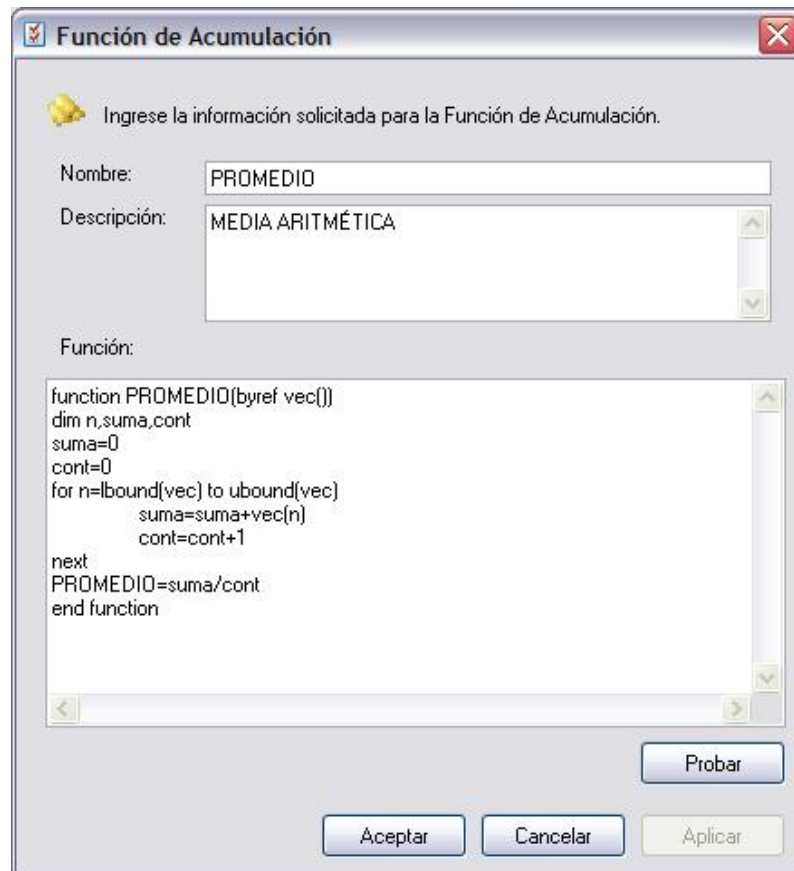 Función de Acumulación
Ingrese la información solicitada para la Función de Acumulación.
Nombre: PROMEDIO
Descripción: MEDIA ARITMÉTICA
Función:
function PROMEDIO(byref vec())
dim n,suma,cont
suma=0
cont=0
for n=lbound(vec) to ubound(vec)
suma=suma+vec(n)
cont=cont+1
next
PROMEDIO=suma/cont
end function
Probar
Aceptar Cancelar Aplicar